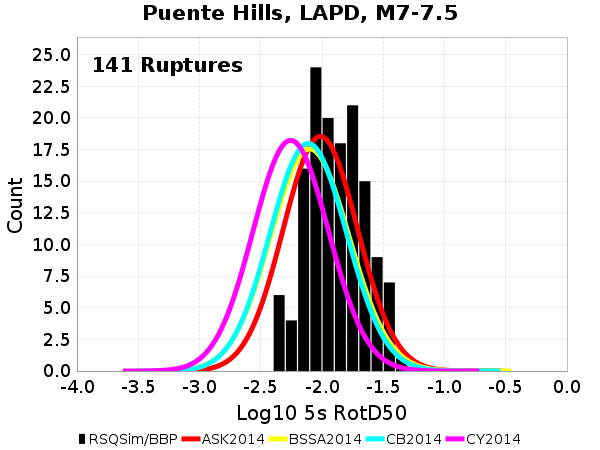 Puente Hills, LAPD, M7-7.5
141 Ruptures
Count
25.0
22.5
20.0
17.5
15.0
12.5
10.0
7.5
5.0
2.5
0.0
-4.0 -3.5 -3.0 -2.5 -2.0 -1.5 -1.0 -0.5 0.0
Log10 5s RotD50
RSQSim/BBP ASK2014 BSSA2014 CB2014 CY2014